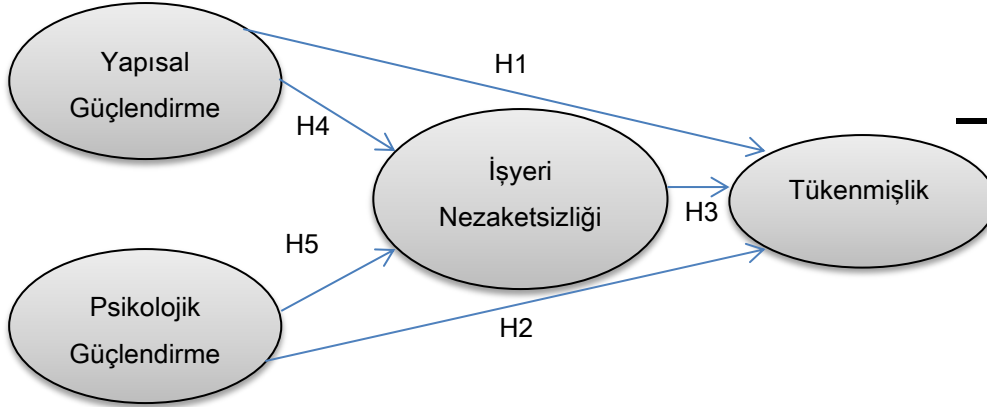 Yapısal
Güçlendirme
H1
H4
İşyeri
Nezaketsizliği
H3
Tükenmişlik
H5
Psikolojik
Güçlendirme
H2